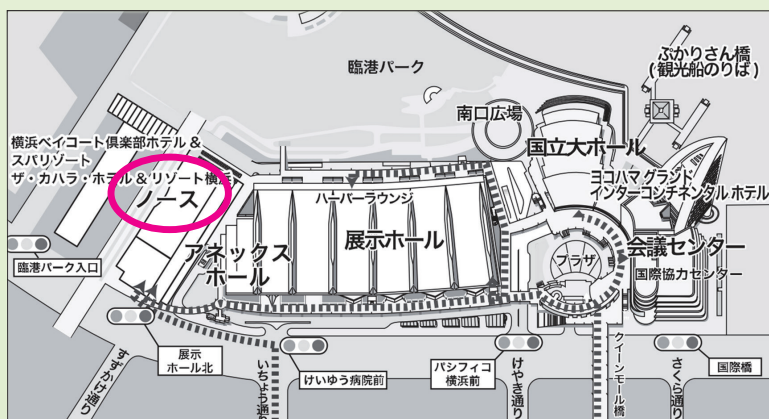 臨港パーク
ぷかりさん橋
(観光船のりば)
南口広場
国立大ホール
横浜ベイコート倶楽部ホテル &
スパリゾート
ザ・カハラ・ホテル & リゾート横浜
ノース
ヨコハマ グランド
インターコンチネンタル ホテル
ハーバーラウンジ
展示ホール
アネックス
ホール
プラザ
会議センター
国際協力センター
臨港パーク入口
展示
ホール北
けいゆう病院前
パシフィコ
横浜前
国際橋
すずかけ通り
いちょう通り
けやき通り
クイーンモール橋
さくら通り